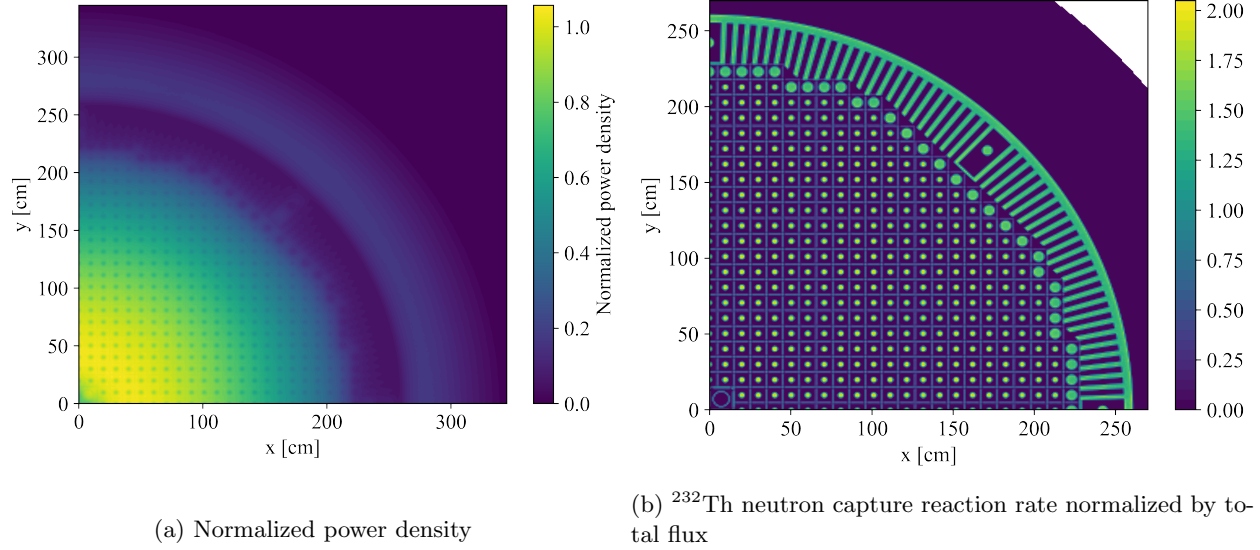 1.0
0.8
0.6
0.4
0.2
0.0
Normalized power density
300
250
200
150
100
50
0
y [cm]
0 100 200 300
x [cm]
(a) Normalized power density
2.00
1.75
1.50
1.25
1.00
0.75
0.50
0.25
0.00
250
200
150
100
50
0
y [cm]
0 50 100 150 200 250
x [cm]
(b) ²³²Th neutron capture reaction rate normalized by to-
tal flux